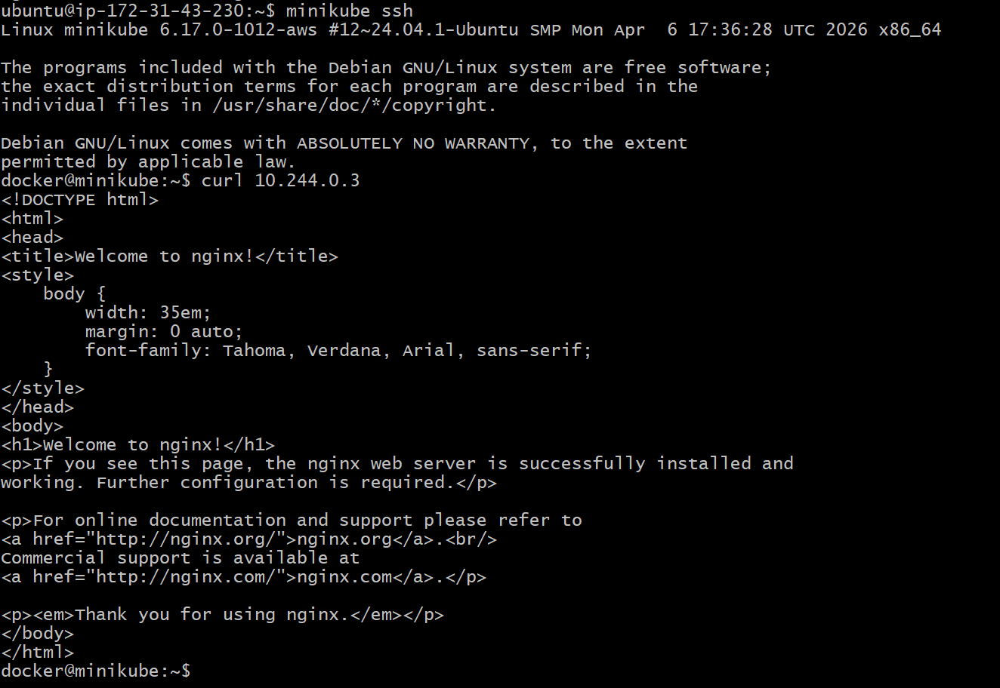 ubuntu@ip-172-31-43-230:~$ minikube ssh
Linux minikube 6.17.0-1012-aws #12~24.04.1-Ubuntu SMP Mon Apr  6 17:36:28 UTC 2026 x86_64

The programs included with the Debian GNU/Linux system are free software;
the exact distribution terms for each program are described in the
individual files in /usr/share/doc/*/copyright.

Debian GNU/Linux comes with ABSOLUTELY NO WARRANTY, to the extent
permitted by applicable law.
docker@minikube:~$ curl 10.244.0.3
<!DOCTYPE html>
<html>
<head>
<title>Welcome to nginx!</title>
<style>
    body {
        width: 35em;
        margin: 0 auto;
        font-family: Tahoma, Verdana, Arial, sans-serif;
    }
</style>
</head>
<body>
<h1>Welcome to nginx!</h1>
<p>If you see this page, the nginx web server is successfully installed and
working. Further configuration is required.</p>

<p>For online documentation and support please refer to
<a href="http://nginx.org/">nginx.org</a>.<br/>
Commercial support is available at
<a href="http://nginx.com/">nginx.com</a>.</p>

<p><em>Thank you for using nginx.</em></p>
</body>
</html>
docker@minikube:~$